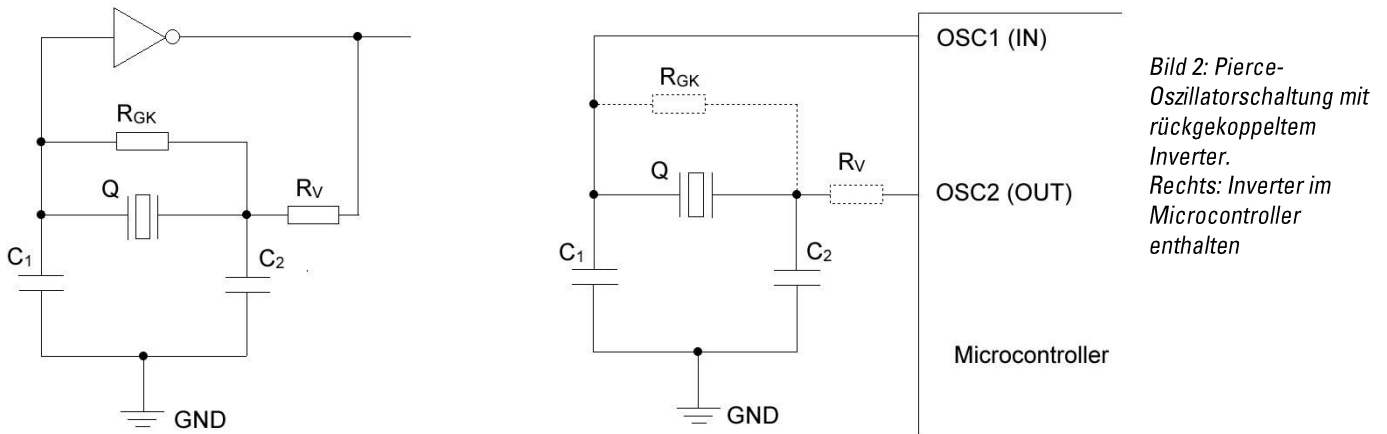 R_GK
Q
R_V
C_1
C_2
GND
OSC1 (IN)
R_GK
Q
R_V
OSC2 (OUT)
C_1
C_2
Microcontroller
GND
Bild 2: Pierce-
Oszillatorschaltung mit
rückgekoppeltem
Inverter.
Rechts: Inverter im
Microcontroller
enthalten